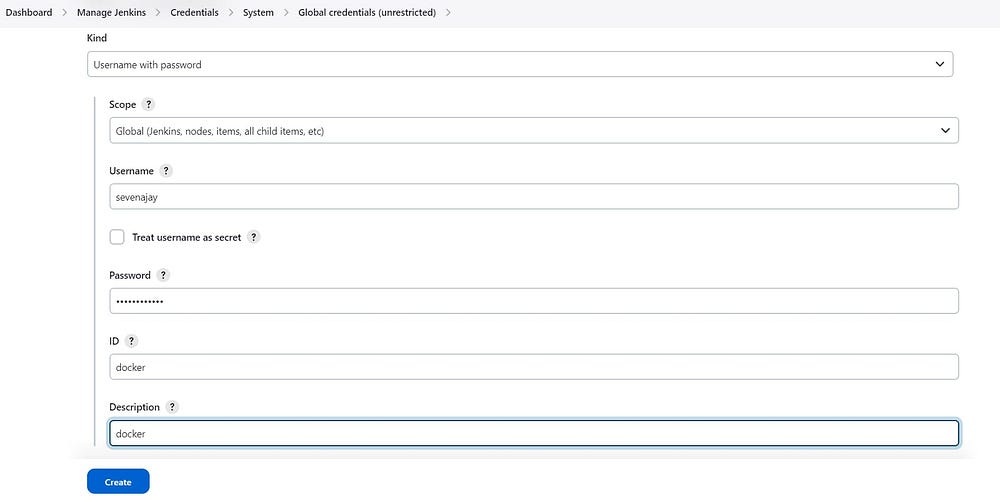 Dashboard > Manage Jenkins > Credentials > System > Global credentials (unrestricted) >
Kind
Username with password
Scope ?
Global (Jenkins, nodes, items, all child items, etc)
Username ?
sevenajay
Treat username as secret ?
Password ?
••••••••••••
ID ?
docker
Description ?
docker
Create